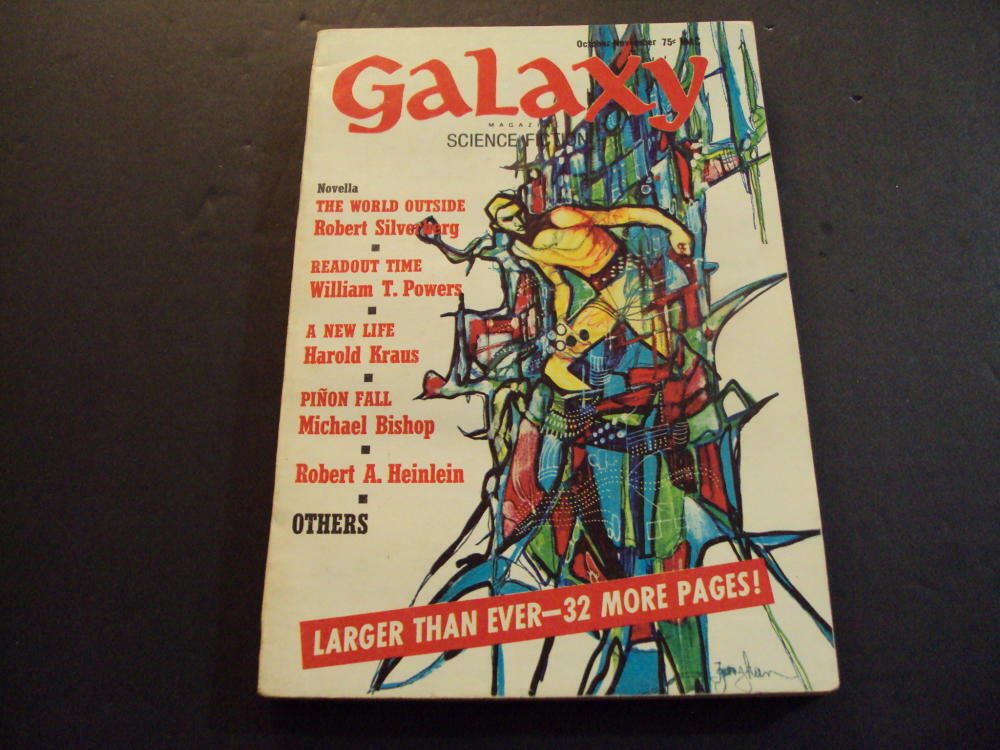 October-November 75¢
Galaxy
MAGAZINE
SCIENCE FICTION
Novella
THE WORLD OUTSIDE
Robert Silverberg
READOUT TIME
William T. Powers
A NEW LIFE
Harold Kraus
PIÑON FALL
Michael Bishop
Robert A. Heinlein
OTHERS
LARGER THAN EVER—32 MORE PAGES!